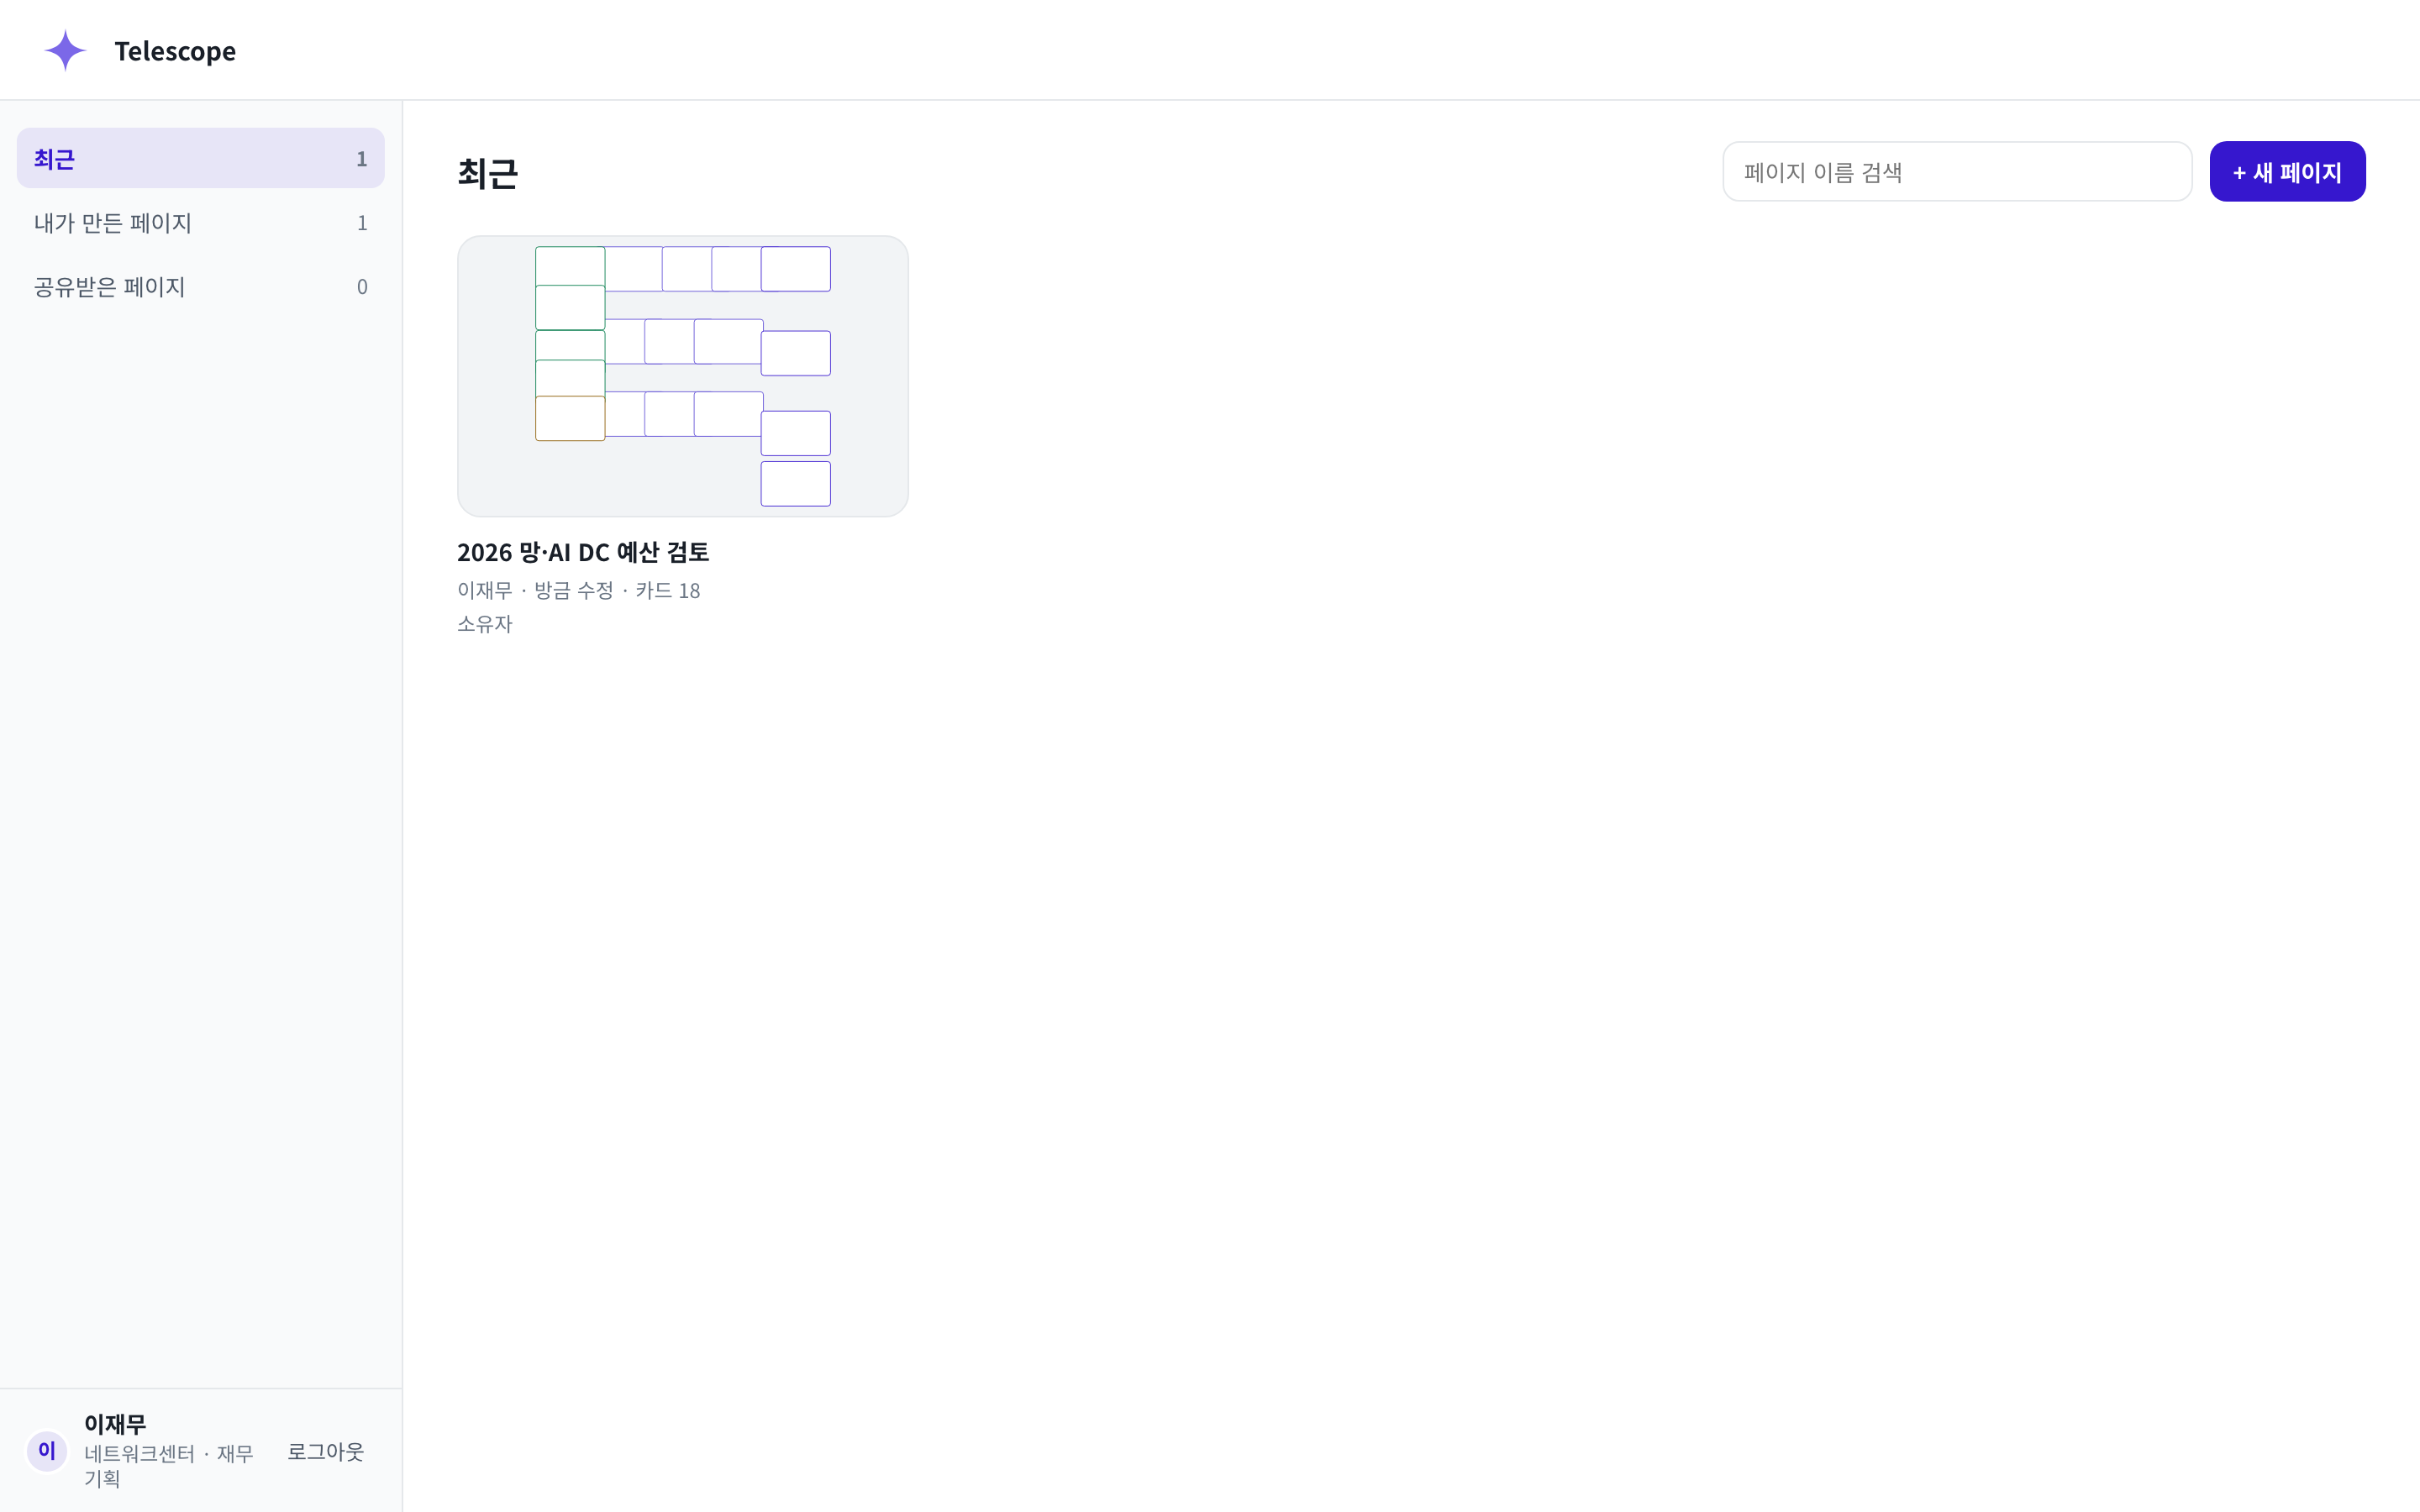 Telescope
최근 1
내가 만든 페이지 1
공유받은 페이지 0
최근
페이지 이름 검색
+ 새 페이지
2026 망·AI DC 예산 검토
이재무 · 방금 수정 · 카드 18
소유자
이
이재무
네트워크센터 · 재무
기획
로그아웃